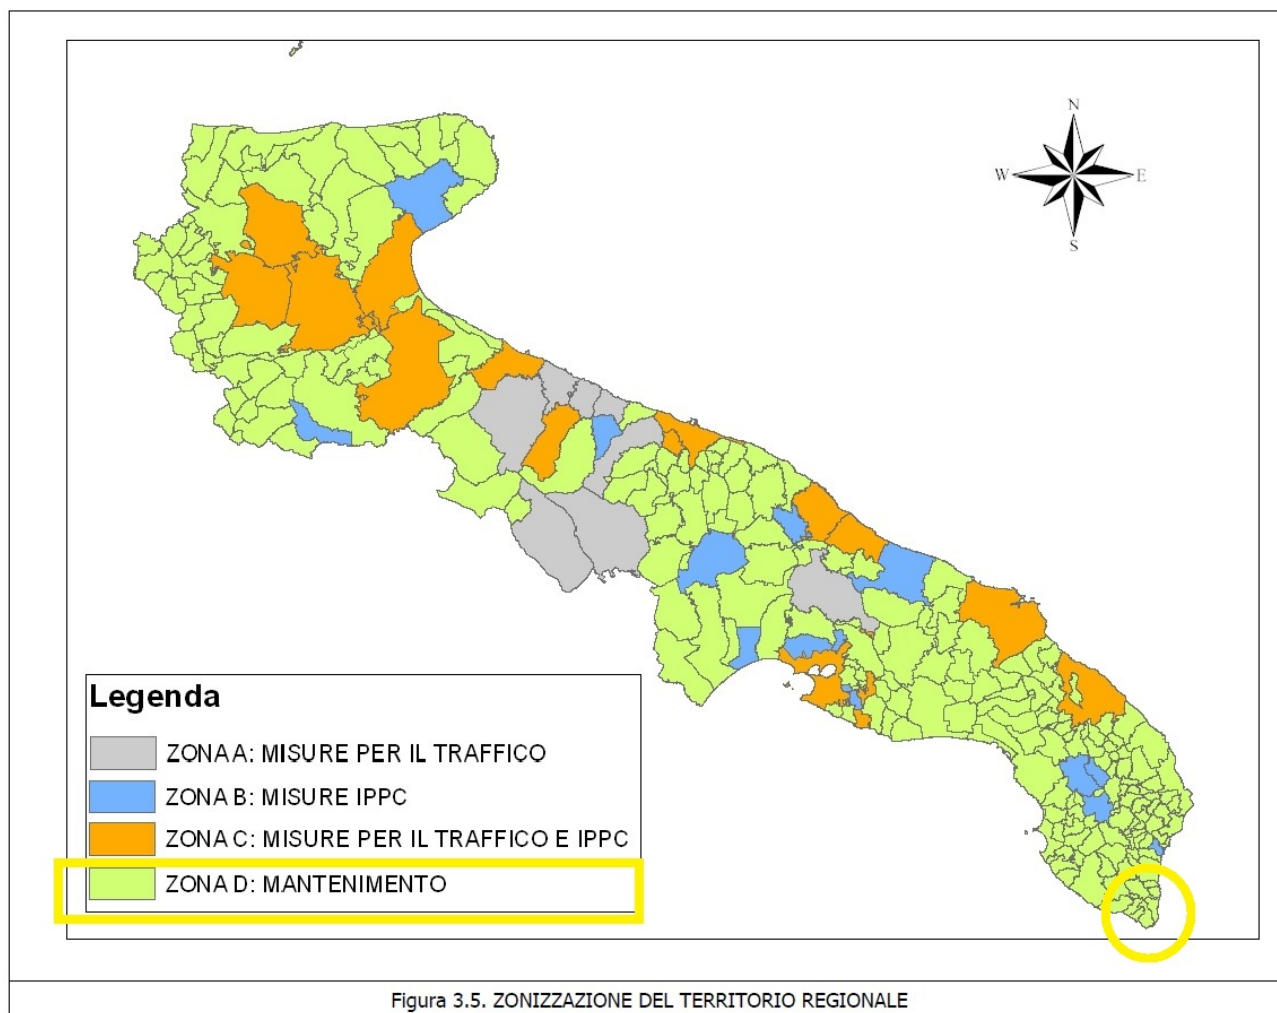 N
W E
S
Legenda
ZONA A: MISURE PER IL TRAFFICO
ZONA B: MISURE IPPC
ZONA C: MISURE PER IL TRAFFICO E IPPC
ZONA D: MANTENIMENTO
Figura 3.5. ZONIZZAZIONE DEL TERRITORIO REGIONALE